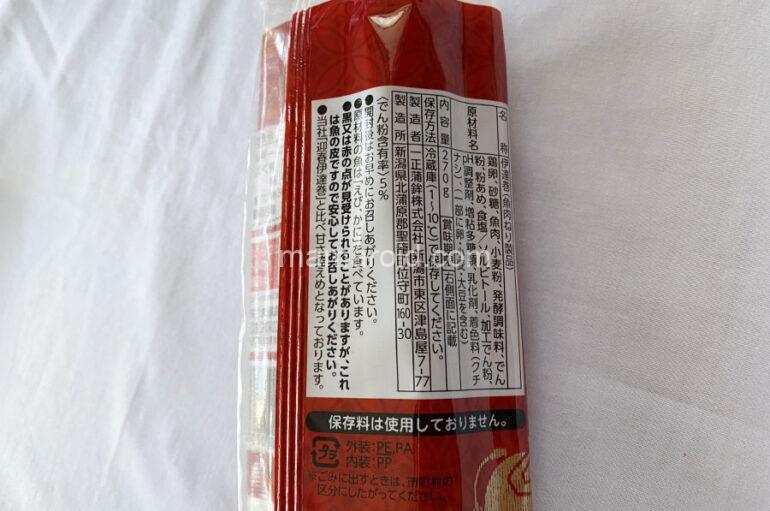 名　称 伊達巻(魚肉ねり製品)
原材料名 鶏卵、砂糖、魚肉、小麦粉、発酵調味料、でん
粉、粉あめ、食塩／ソルビトール、加工でん粉、
pH調整剤、増粘多糖類、乳化剤、着色料(クチ
ナシ)、(一部に卵・
・大豆を含む)
内容量 270g
賞味期
右側面に記載
保存方法 冷蔵庫(1〜10℃)で保存してください。
製造者 一正蒲鉾株式会社
新潟市東区津島屋7-77
製造所 新潟県北蒲原郡聖籠
位守町160-30
〈でん粉含有率〉5%
●開封後はお早めにお召しあがりください。
●原材料の魚は、「えび、かに」を食べています。
●黒又は赤の点が見受けられることがありますが、これ
は魚の皮ですので安心してお召しあがりください。
●当社「迎春伊達巻」と比べ甘さ控えめとなっております。
保存料は使用しておりません。
プラ
外装:PE,PA
内装:PP
※ごみに出すときは、市町村の
区分にしたがってください。